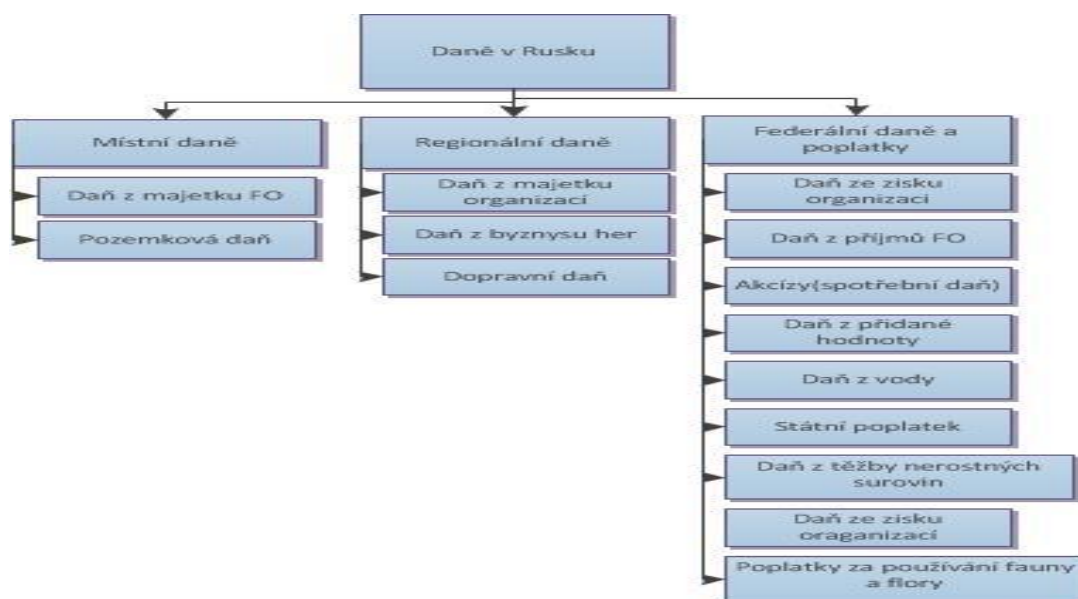 Daně v Rusku
Místní daně
Daň z majetku FO
Pozemková daň
Regionální daně
Daň z majetku
organizací
Daň z byznysu her
Dopravní daň
Federální daně a
poplatky
Daň ze zisku
organizací
Daň z příjmů FO
Akcízy(spotřební daň)
Daň z přidané
hodnoty
Daň z vody
Státní poplatek
Daň z těžby nerostných
surovin
Daň ze zisku
oraganizací
Poplatky za používání fauny
a flory